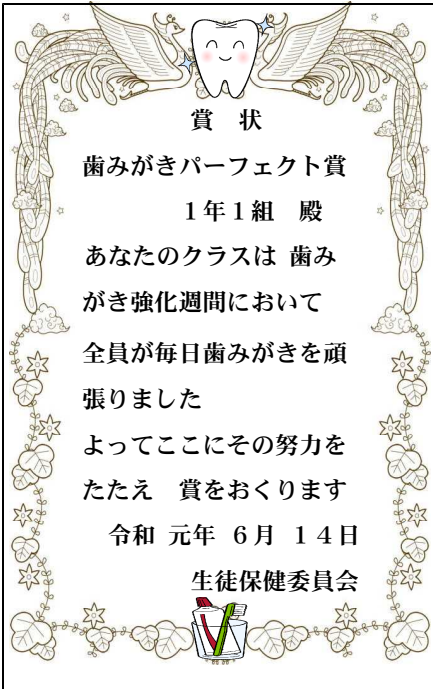 賞　状
歯みがきパーフェクト賞
１年１組　殿
あなたのクラスは 歯み
がき強化週間において
全員が毎日歯みがきを頑
張りました
よってここにその努力を
たたえ　賞をおくります
令和 元年 ６月 １４日
生徒保健委員会